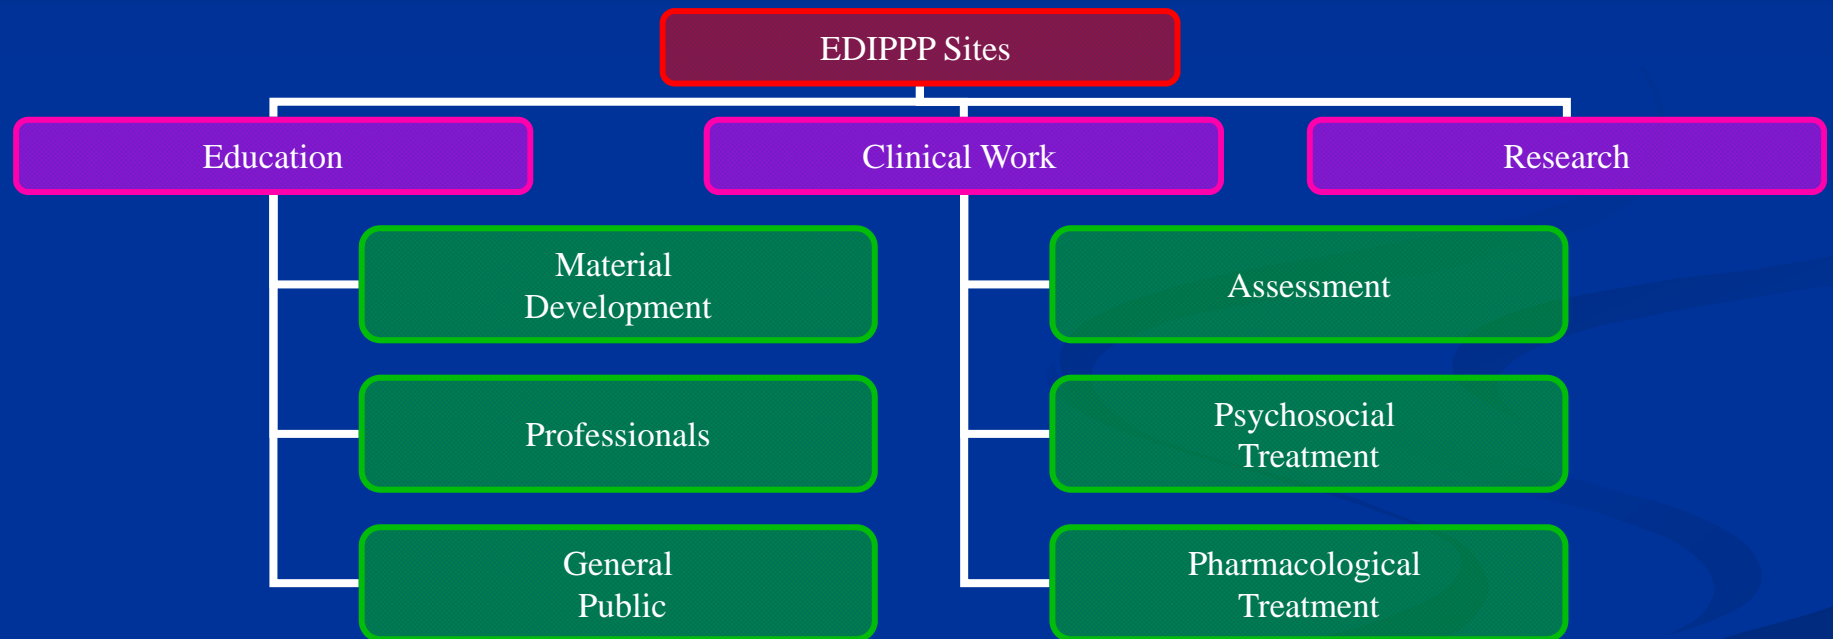 EDIPPP Sites
Education
Clinical Work
Research
Material
Development
Professionals
General
Public
Assessment
Psychosocial
Treatment
Pharmacological
Treatment